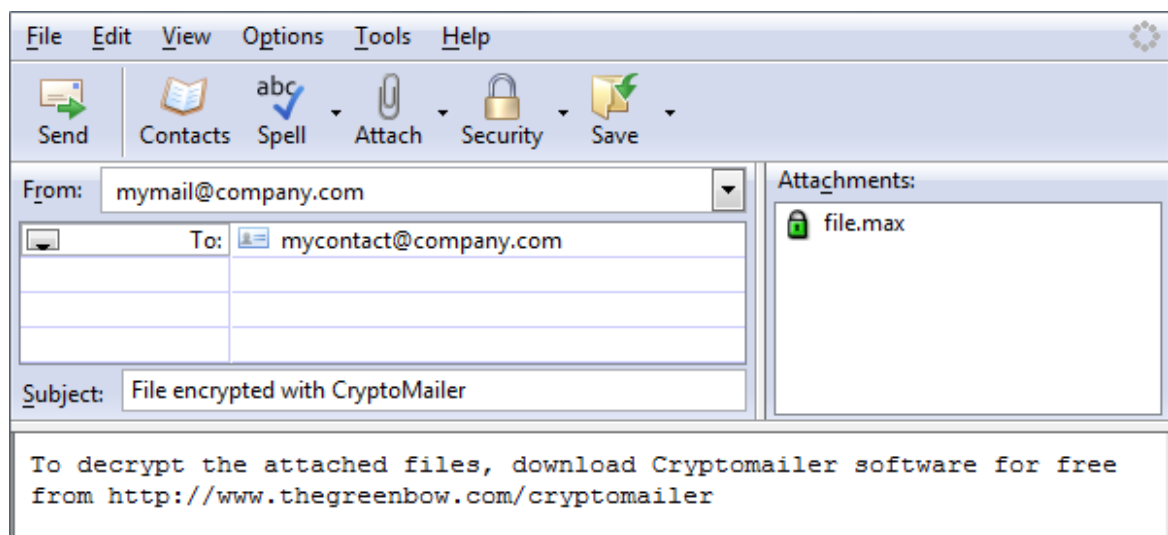 File Edit View Options Tools Help
abc
Send Contacts Spell Attach Security Save
From: mymail@company.com
Attachments:
file.max
To: mycontact@company.com
Subject: File encrypted with CryptoMailer
To decrypt the attached files, download Cryptomailer software for free
from http://www.thegreenbow.com/cryptomailer